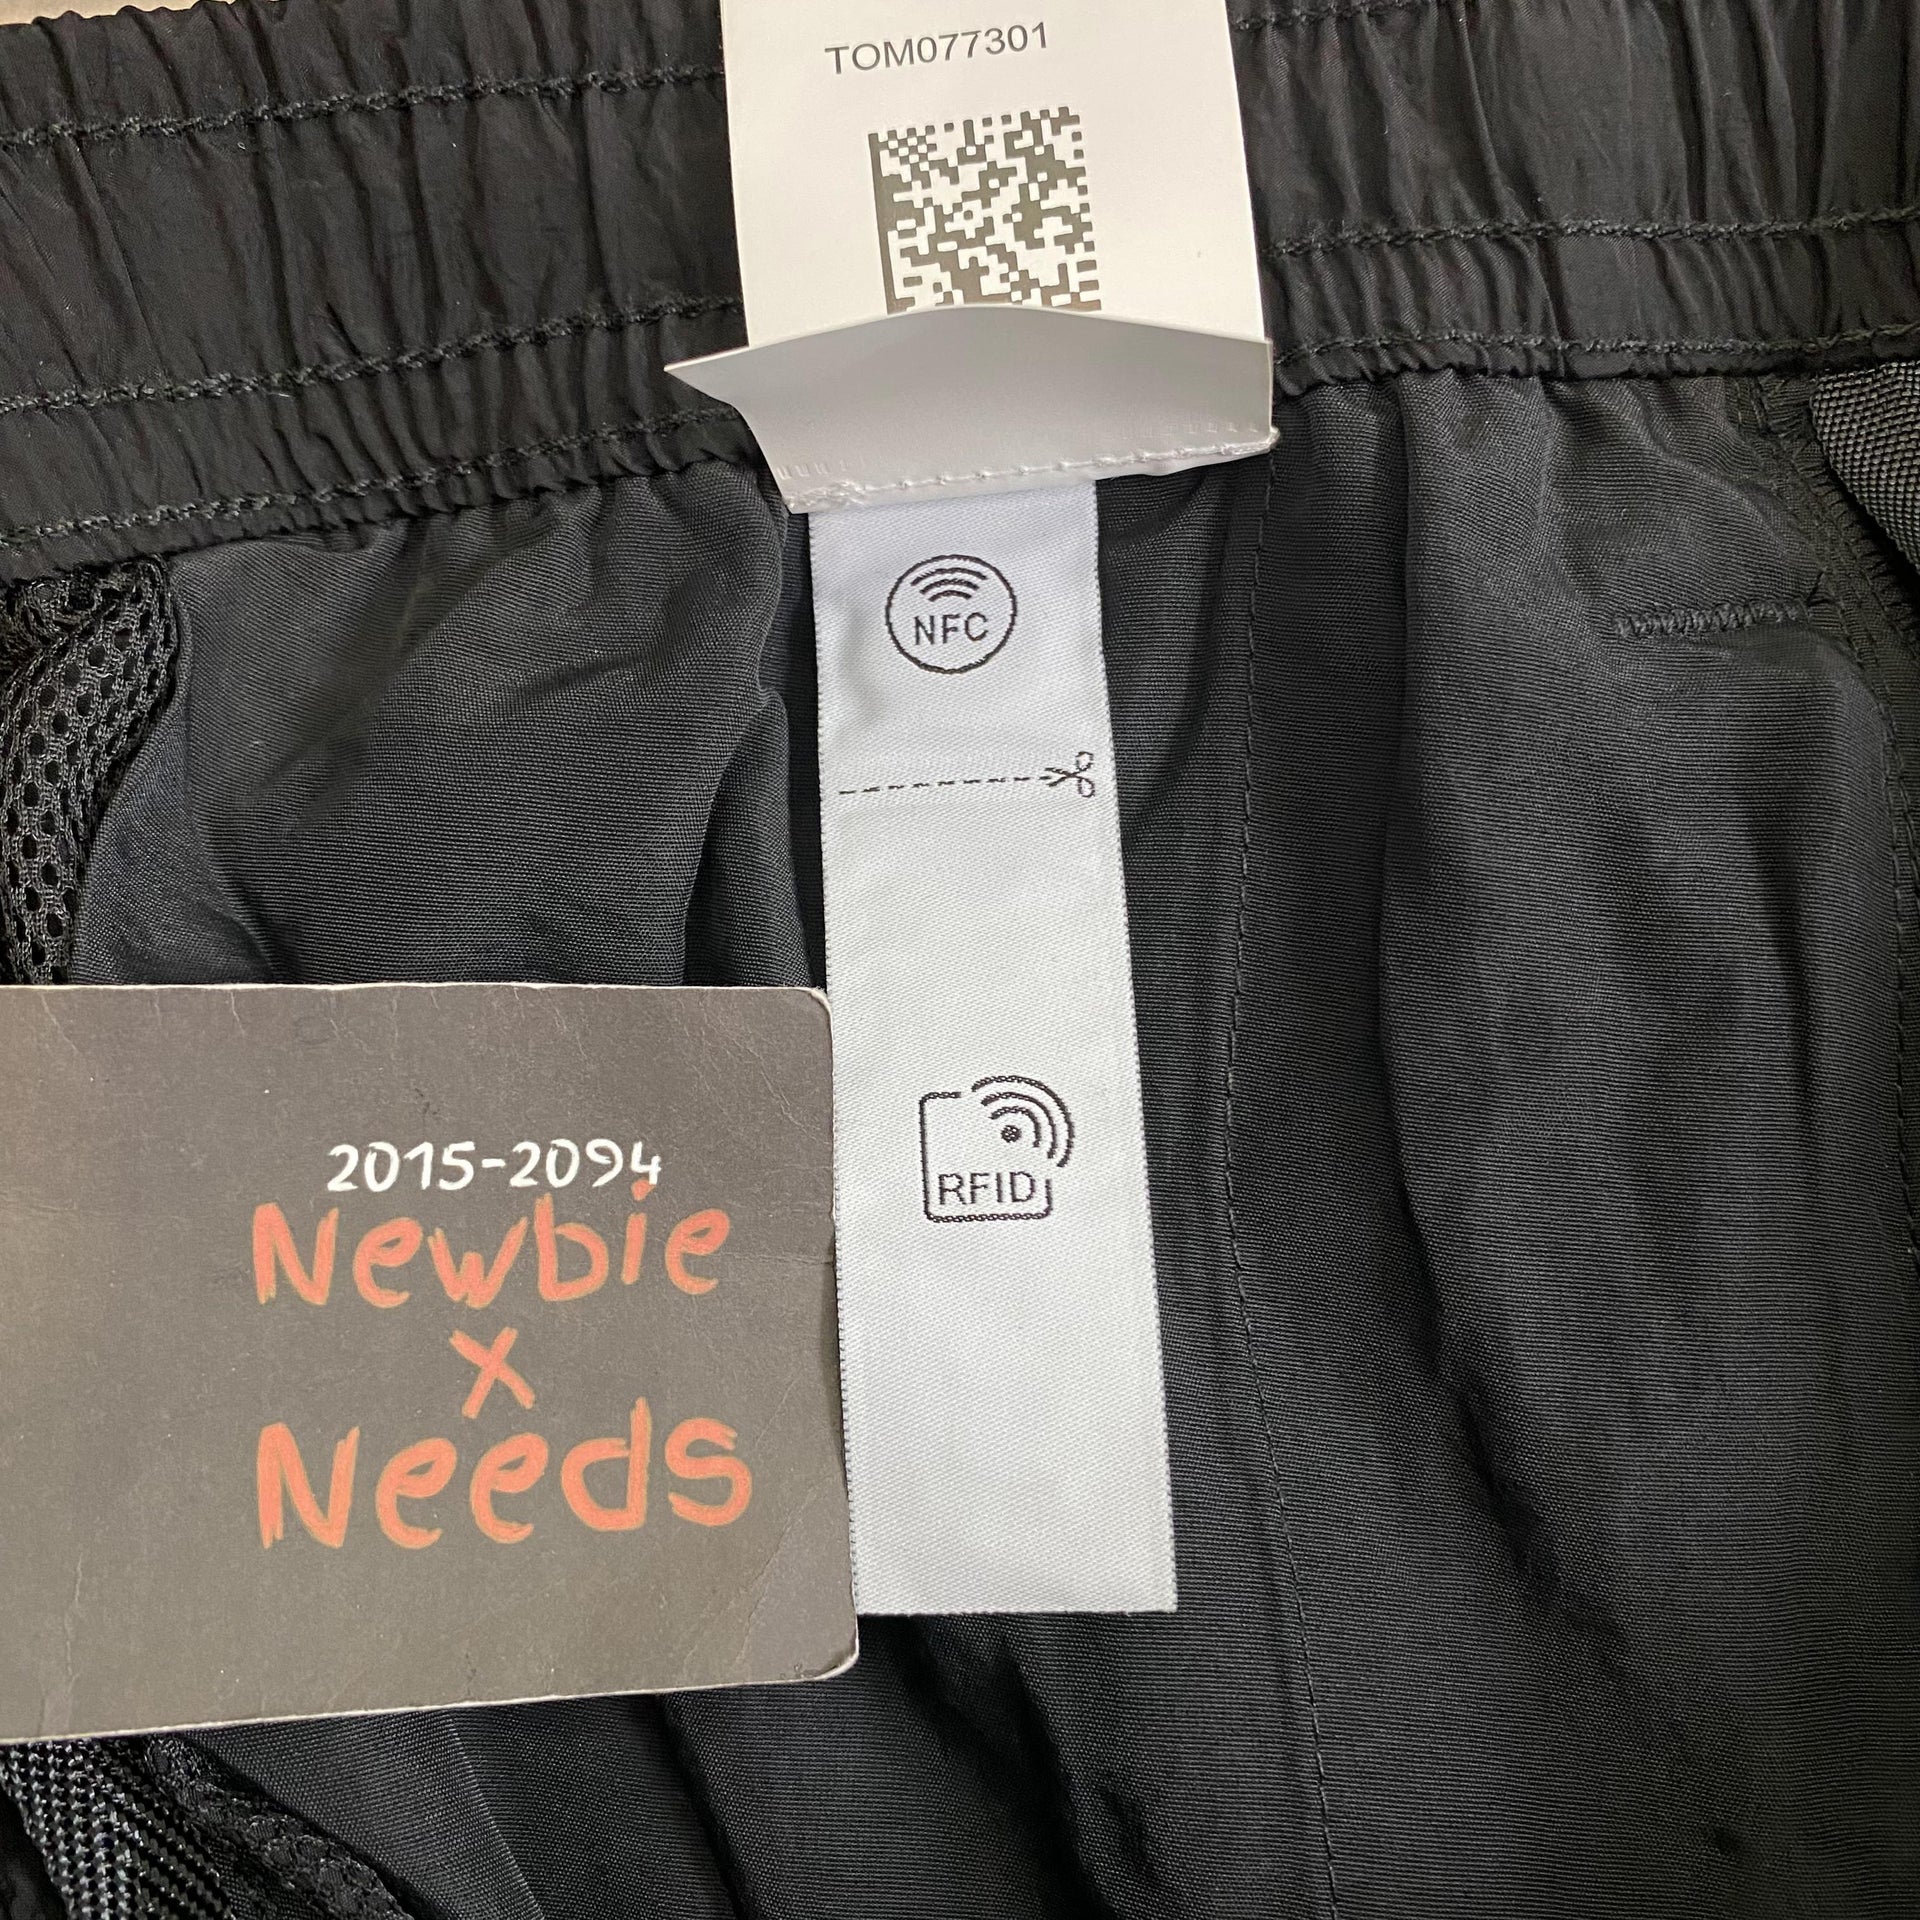 TOM077301
NFC
RFID
2015-2094
Newbie
x
Needs